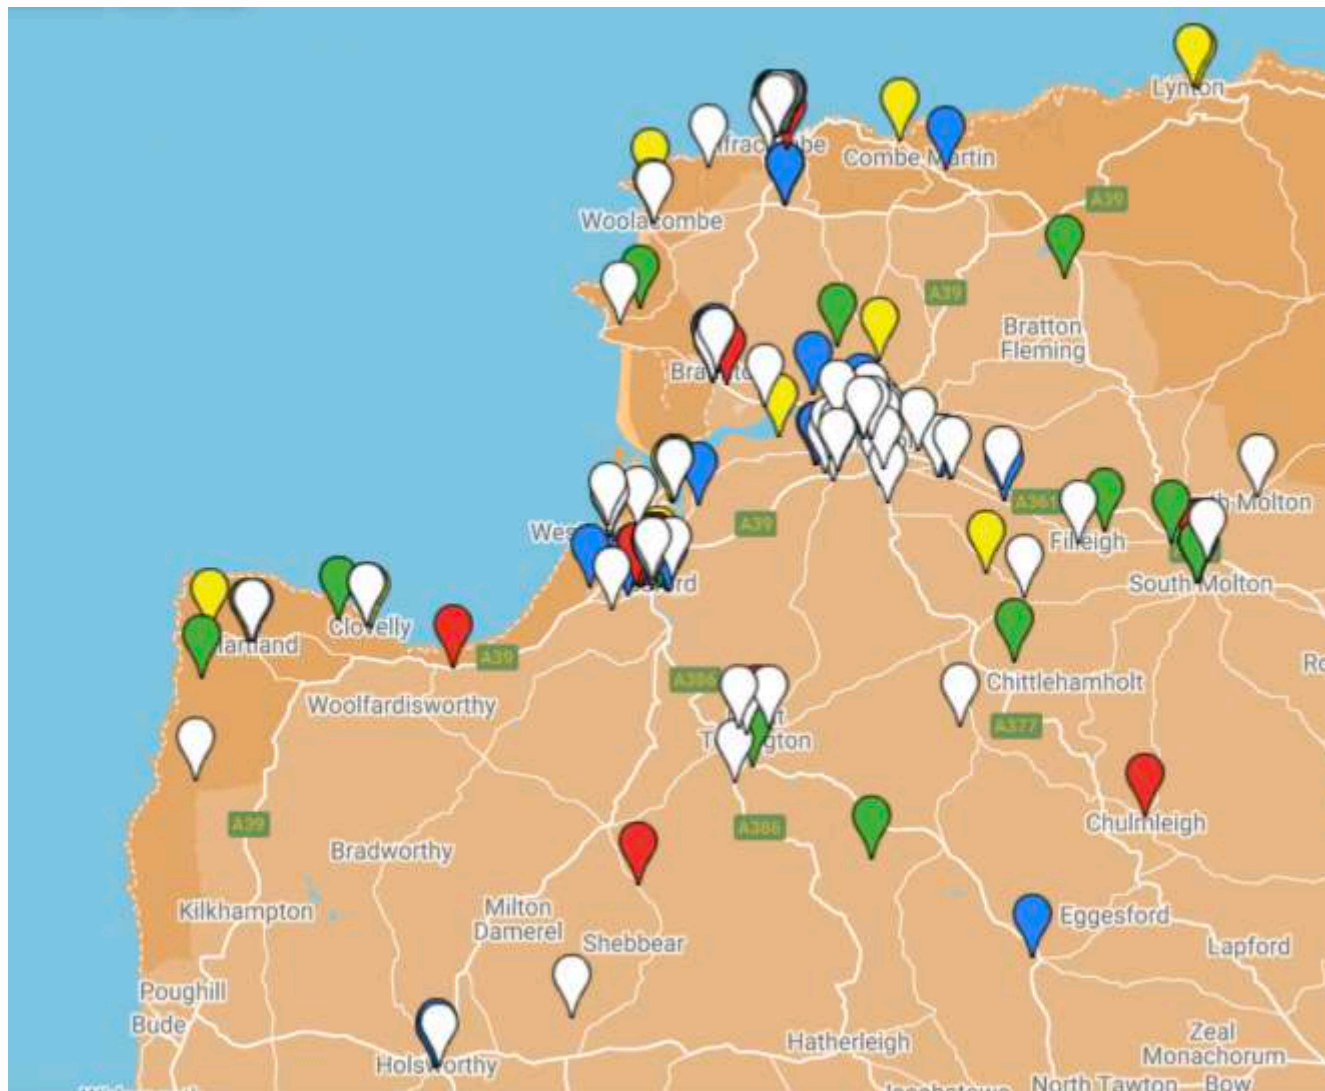 Lynton
Combe Martin
Woolacombe
A39
A39
Bratton
Fleming
A361
A39
Filleigh
South Molton
Clovelly
A39
A386
Woolfardisworthy
Chittlehamholt
A377
A39
A386
Chulmleigh
Bradworthy
Kilkhampton
Milton
Damerel
Eggesford
Shebbear
Lapford
Poughill
Bude
Hatherleigh
Zeal
Monachorum
Holsworthy
North Tawton
Bow